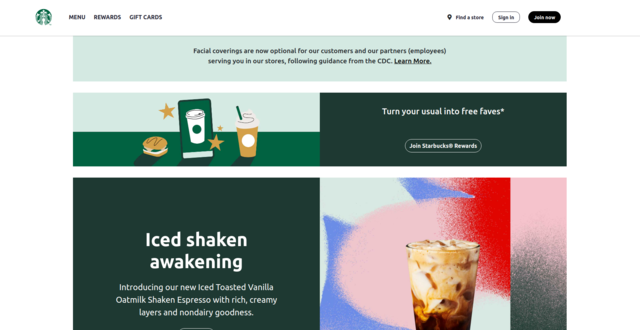 MENU REWARDS GIFT CARDS Find a store Sign in Join now
Facial coverings are now optional for our customers and our partners (employees)
serving you in our stores, following guidance from the CDC. Learn More.
Turn your usual into free faves*
Join Starbucks® Rewards
Iced shaken
awakening
Introducing our new Iced Toasted Vanilla
Oatmilk Shaken Espresso with rich, creamy
layers and nondairy goodness.